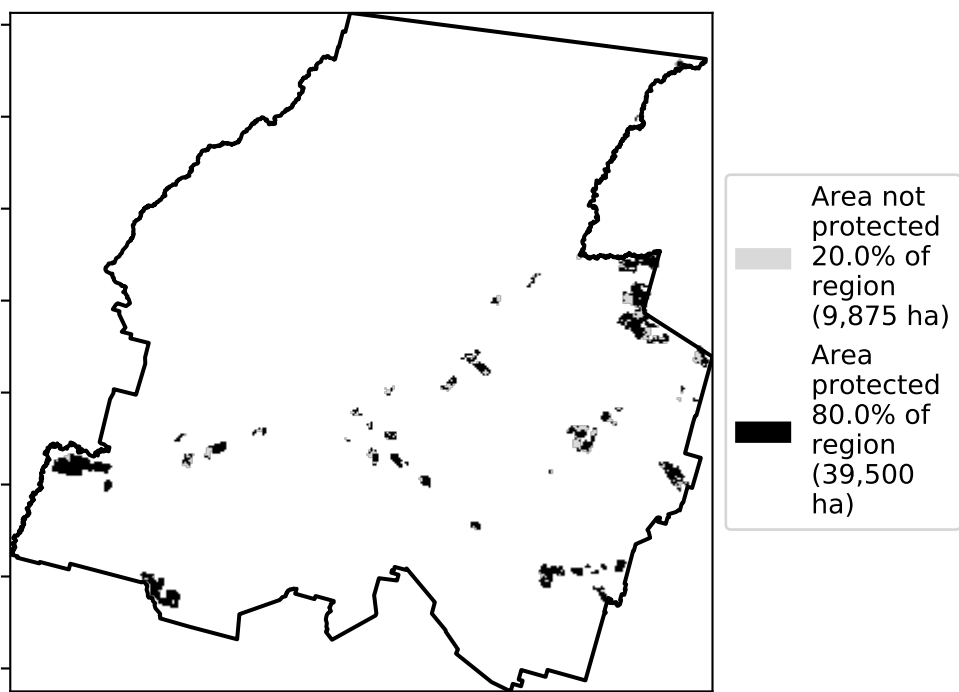 Area not
protected
20.0% of
region
(9,875 ha)
Area
protected
80.0% of
region
(39,500
ha)